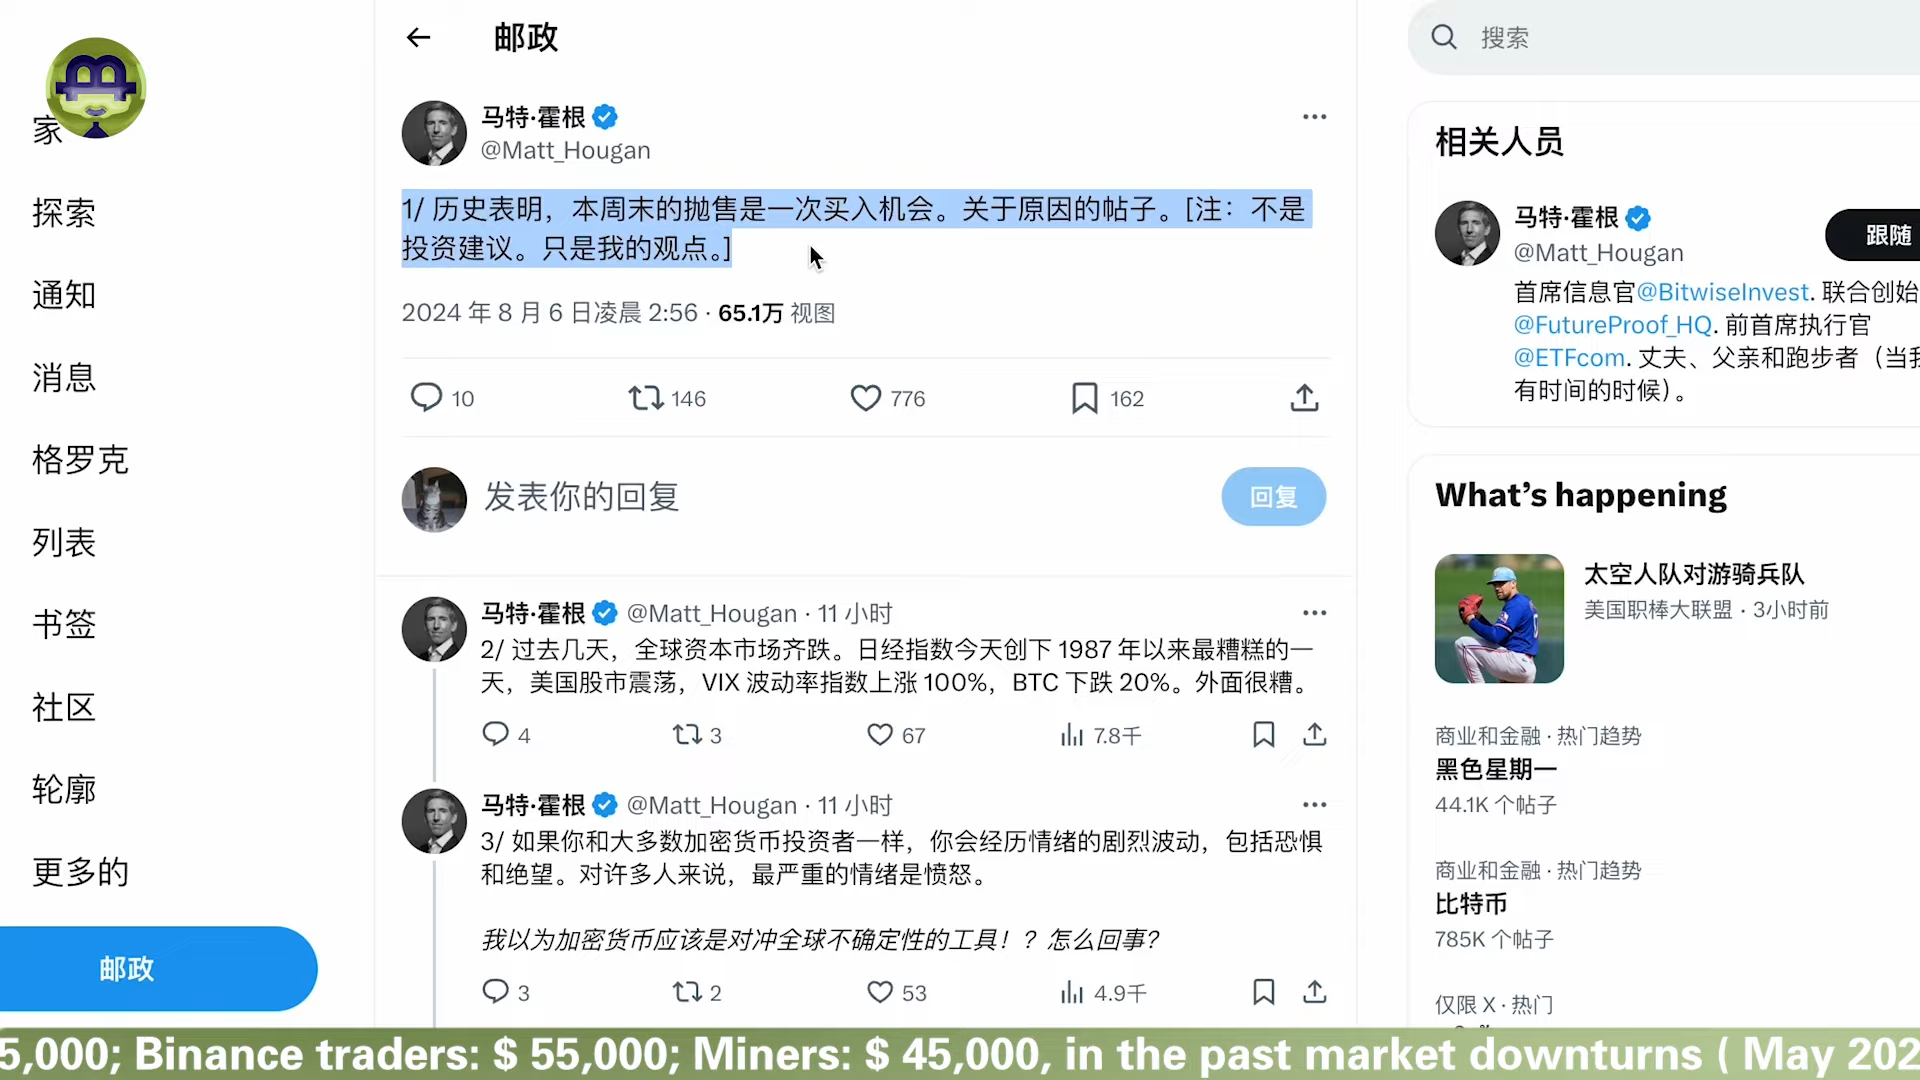 邮政
搜索
家
探索
通知
消息
格罗克
列表
书签
社区
轮廓
更多的
邮政
马特·霍根
@Matt_Hougan
1/ 历史表明，本周末的抛售是一次买入机会。关于原因的帖子。[注：不是
投资建议。只是我的观点。]
2024 年 8 月 6 日凌晨 2:56 · 65.1万 视图
10 146 776 162
发表你的回复
回复
马特·霍根 @Matt_Hougan · 11 小时
2/ 过去几天，全球资本市场齐跌。日经指数今天创下 1987 年以来最糟糕的一
天，美国股市震荡，VIX 波动率指数上涨 100%，BTC 下跌 20%。外面很糟。
4 3 67 7.8千
马特·霍根 @Matt_Hougan · 11 小时
3/ 如果你和大多数加密货币投资者一样，你会经历情绪的剧烈波动，包括恐惧
和绝望。对许多人来说，最严重的情绪是愤怒。
我以为加密货币应该是对冲全球不确定性的工具！？怎么回事？
3 2 53 4.9千
相关人员
马特·霍根
@Matt_Hougan
跟随
首席信息官@BitwiseInvest. 联合创始
@FutureProof_HQ. 前首席执行官
@ETFcom. 丈夫、父亲和跑步者（当我
有时间的时候）。
What's happening
太空人队对游骑兵队
美国职棒大联盟 · 3小时前
商业和金融 · 热门趋势
黑色星期一
44.1K 个帖子
商业和金融 · 热门趋势
比特币
785K 个帖子
仅限 X · 热门
5,000; Binance traders: $ 55,000; Miners: $ 45,000, in the past market downturns ( May 202